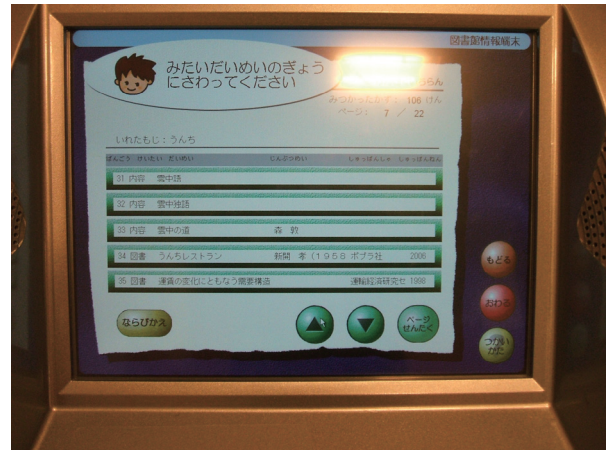 図書館情報端末
みたいだいめいのぎょう
にさわってください
みつかったかず： 106 けん
ページ： 7 ／ 22
いれたもじ：うんち
ばんごう けいたい だいめい じんぶつめい しゅっぱんしゃ しゅっぱんねん
31 内容 雲中語
32 内容 雲中独語
33 内容 雲中の道 森 敦
34 図書 うんちレストラン 新開 孝（１９５８ ポプラ社 2006
35 図書 運賃の変化にともなう需要構造 運輸経済研究セ 1998
ならびかえ
ページ
せんたく
もどる
おわる
つかい
かた